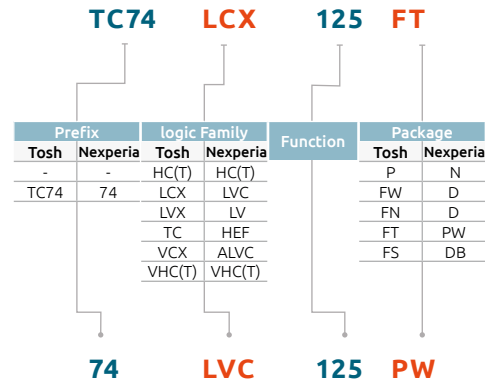 TC74 LCX 125 FT
Prefix logic Family Function Package
Tosh Nexperia Tosh Nexperia Tosh Nexperia
- - HC(T) HC(T) P N
TC74 74 LCX LVC FW D
LVX LV FN D
TC HEF FT PW
VCX ALVC FS DB
VHC(T) VHC(T)
74 LVC 125 PW